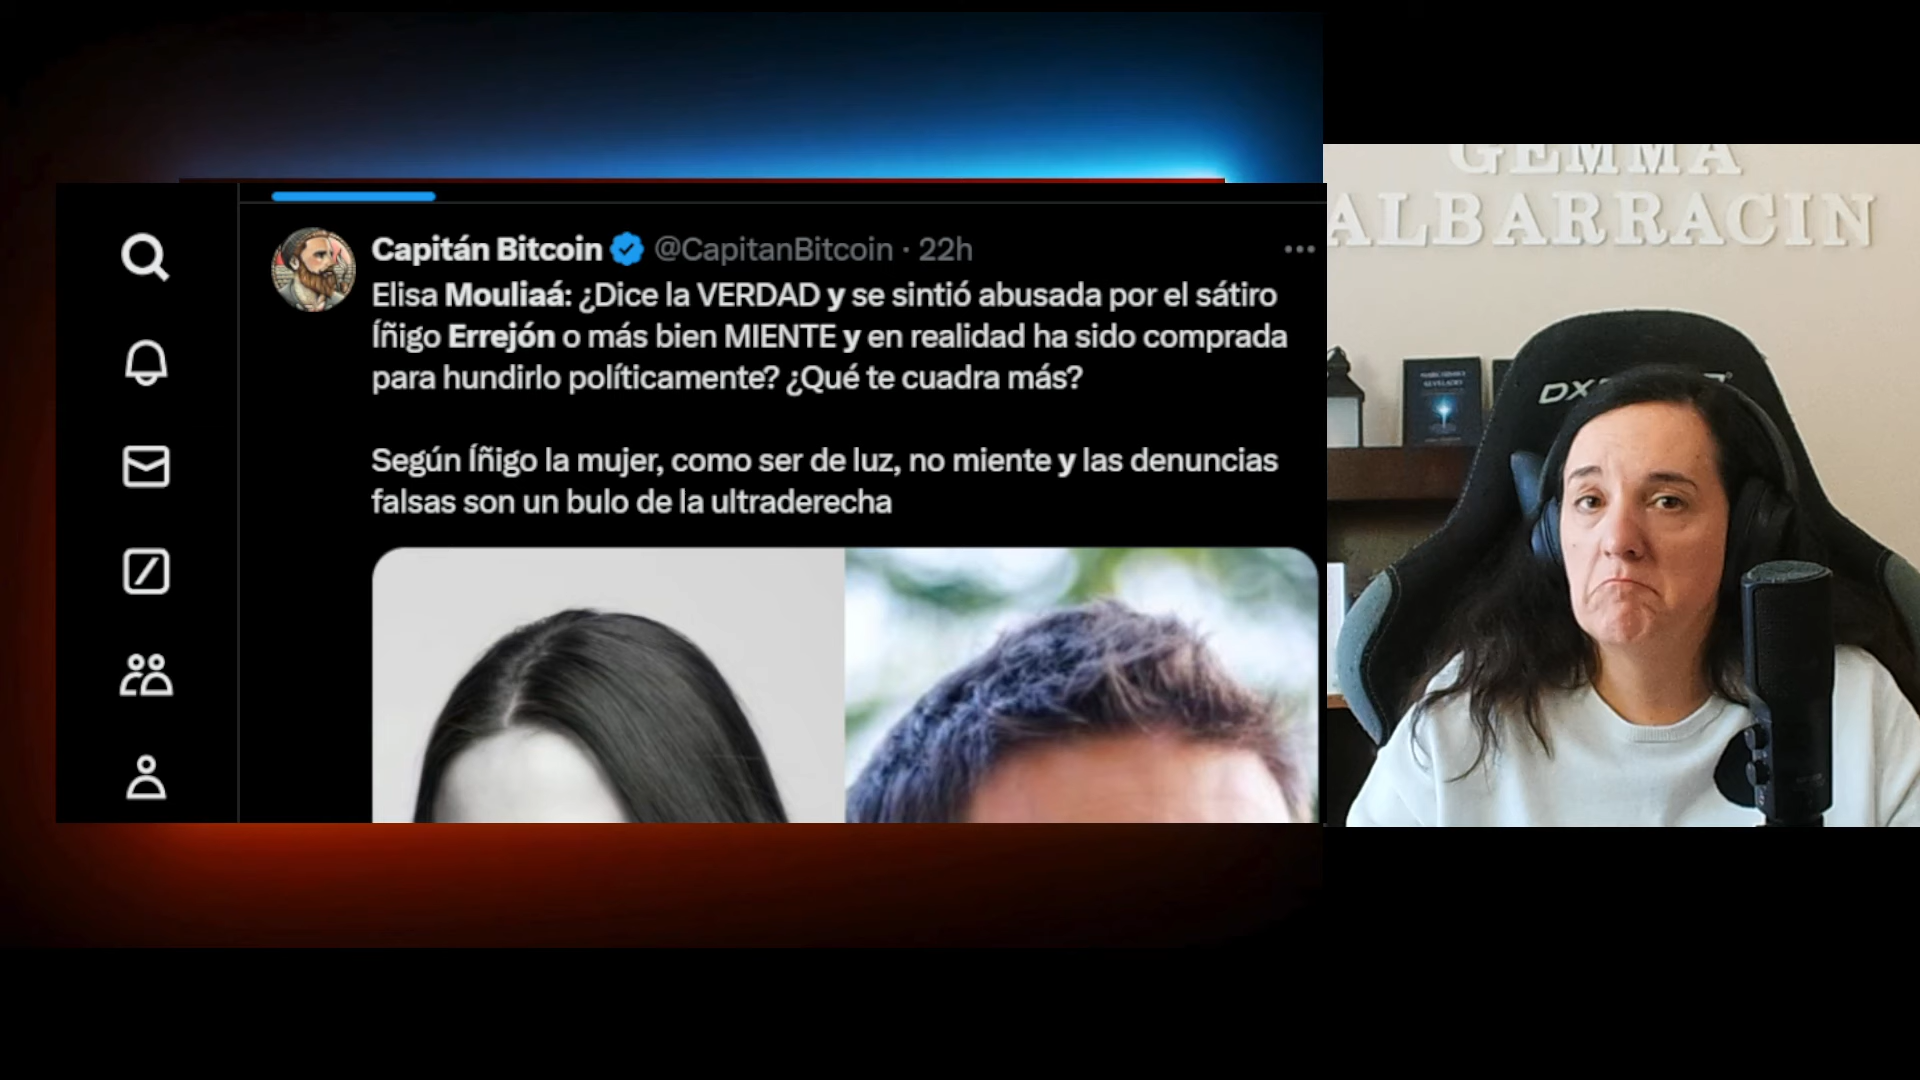 GEMMA
ALBARRACIN
Capitán Bitcoin @CapitanBitcoin · 22h
Elisa Mouliaá: ¿Dice la VERDAD y se sintió abusada por el sátiro
Íñigo Errejón o más bien MIENTE y en realidad ha sido comprada
para hundirlo políticamente? ¿Qué te cuadra más?
Según Íñigo la mujer, como ser de luz, no miente y las denuncias
falsas son un bulo de la ultraderecha